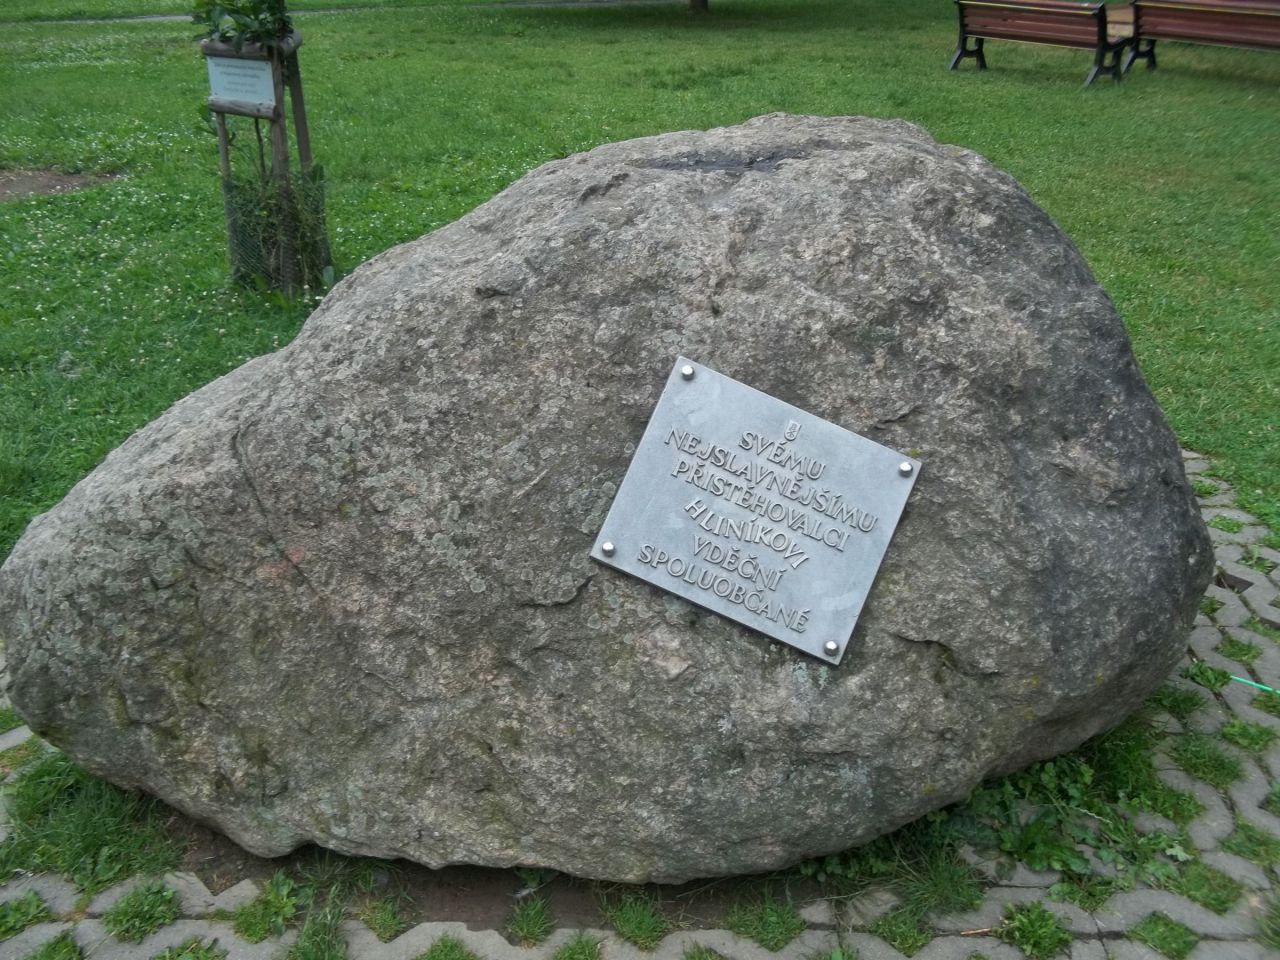 SVÉMU
NEJSLAVNĚJŠÍMU
PŘISTĚHOVALCI
HLINÍKOVI
VDĚČNÍ
SPOLUOBČANÉ